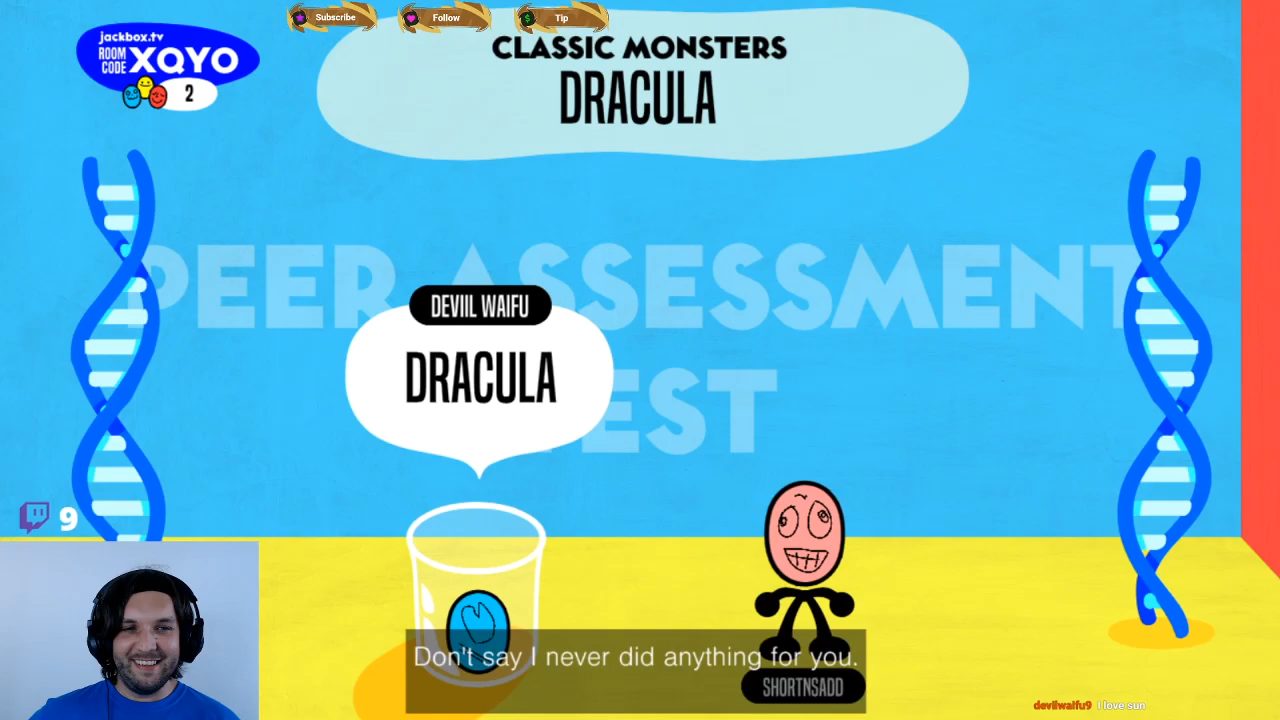 Subscribe
Follow
Tip
jackbox.tv
ROOM CODE XQYO
2
CLASSIC MONSTERS
DRACULA
PEER ASSESSMENT
DEVIIL WAIFU
DRACULA
EST
9
Don't say I never did anything for you.
SHORTNSADD
devilwaifu9 I love sun